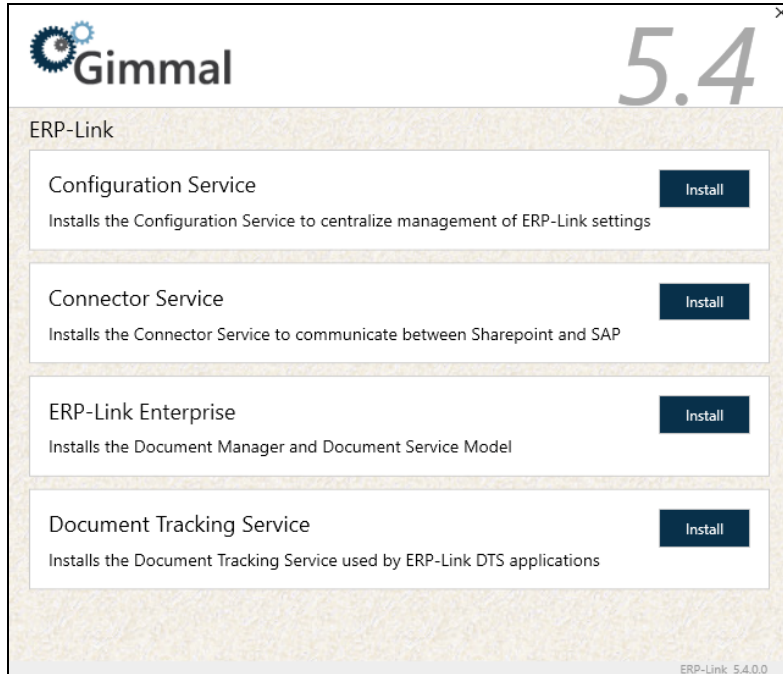 Gimmal
5.4
ERP-Link
Configuration Service
Install
Installs the Configuration Service to centralize management of ERP-Link settings
Connector Service
Install
Installs the Connector Service to communicate between Sharepoint and SAP
ERP-Link Enterprise
Install
Installs the Document Manager and Document Service Model
Document Tracking Service
Install
Installs the Document Tracking Service used by ERP-Link DTS applications
ERP-Link 5.4.0.0